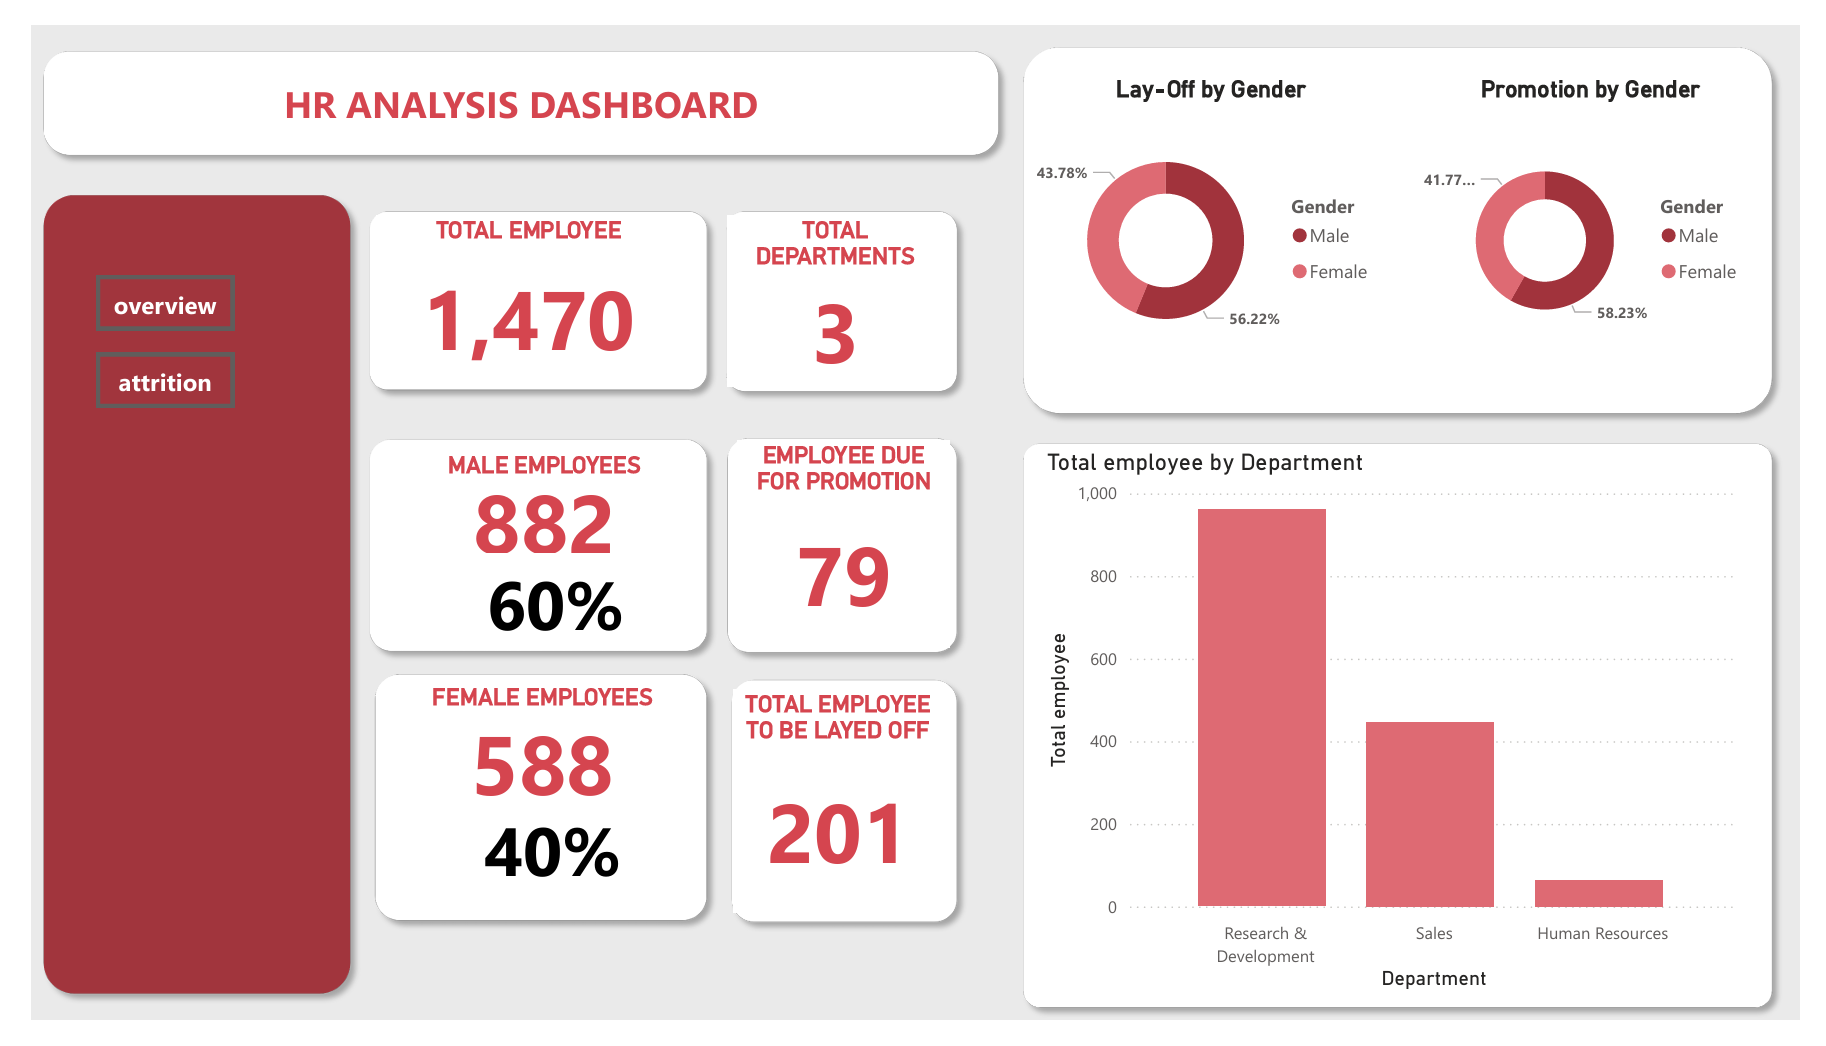 HR ANALYSIS DASHBOARD
overview
attrition
TOTAL EMPLOYEE
1,470
TOTAL
DEPARTMENTS
3
MALE EMPLOYEES
882
60%
EMPLOYEE DUE
FOR PROMOTION
79
FEMALE EMPLOYEES
588
40%
TOTAL EMPLOYEE
TO BE LAYED OFF
201
Lay-Off by Gender
43.78%
56.22%
Gender
Male
Female
Promotion by Gender
41.77...
58.23%
Gender
Male
Female
Total employee by Department
Total employee
1,000
800
600
400
200
0
Research &
Development
Sales
Human Resources
Department